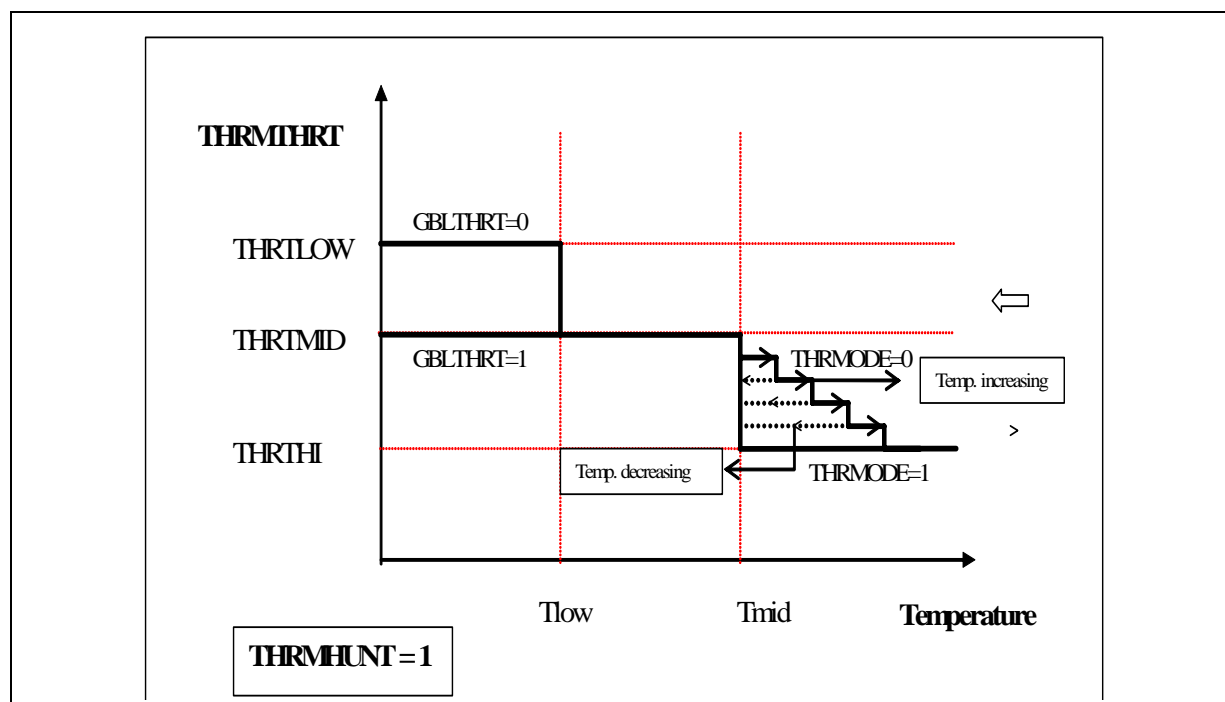 THRMTHRT
GBLTHRT=0
THRTLOW
THRTMID
GBLTHRT=1
THRMODE=0
Temp. increasing
>
THRTHI
Temp. decreasing
THRMODE=1
Tlow
Tmid
Temperature
THRMHUNT = 1